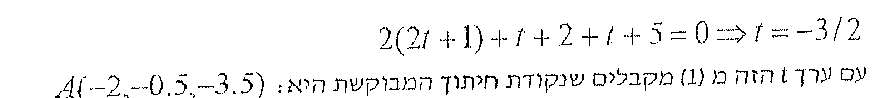 2(2t+1)+t+2+t+5=0⇒t=-3/2
עם ערך t הזה מ (1) מקבלים שנקודת חיתוך המבוקשת היא: A(-2,-0.5,-3.5)